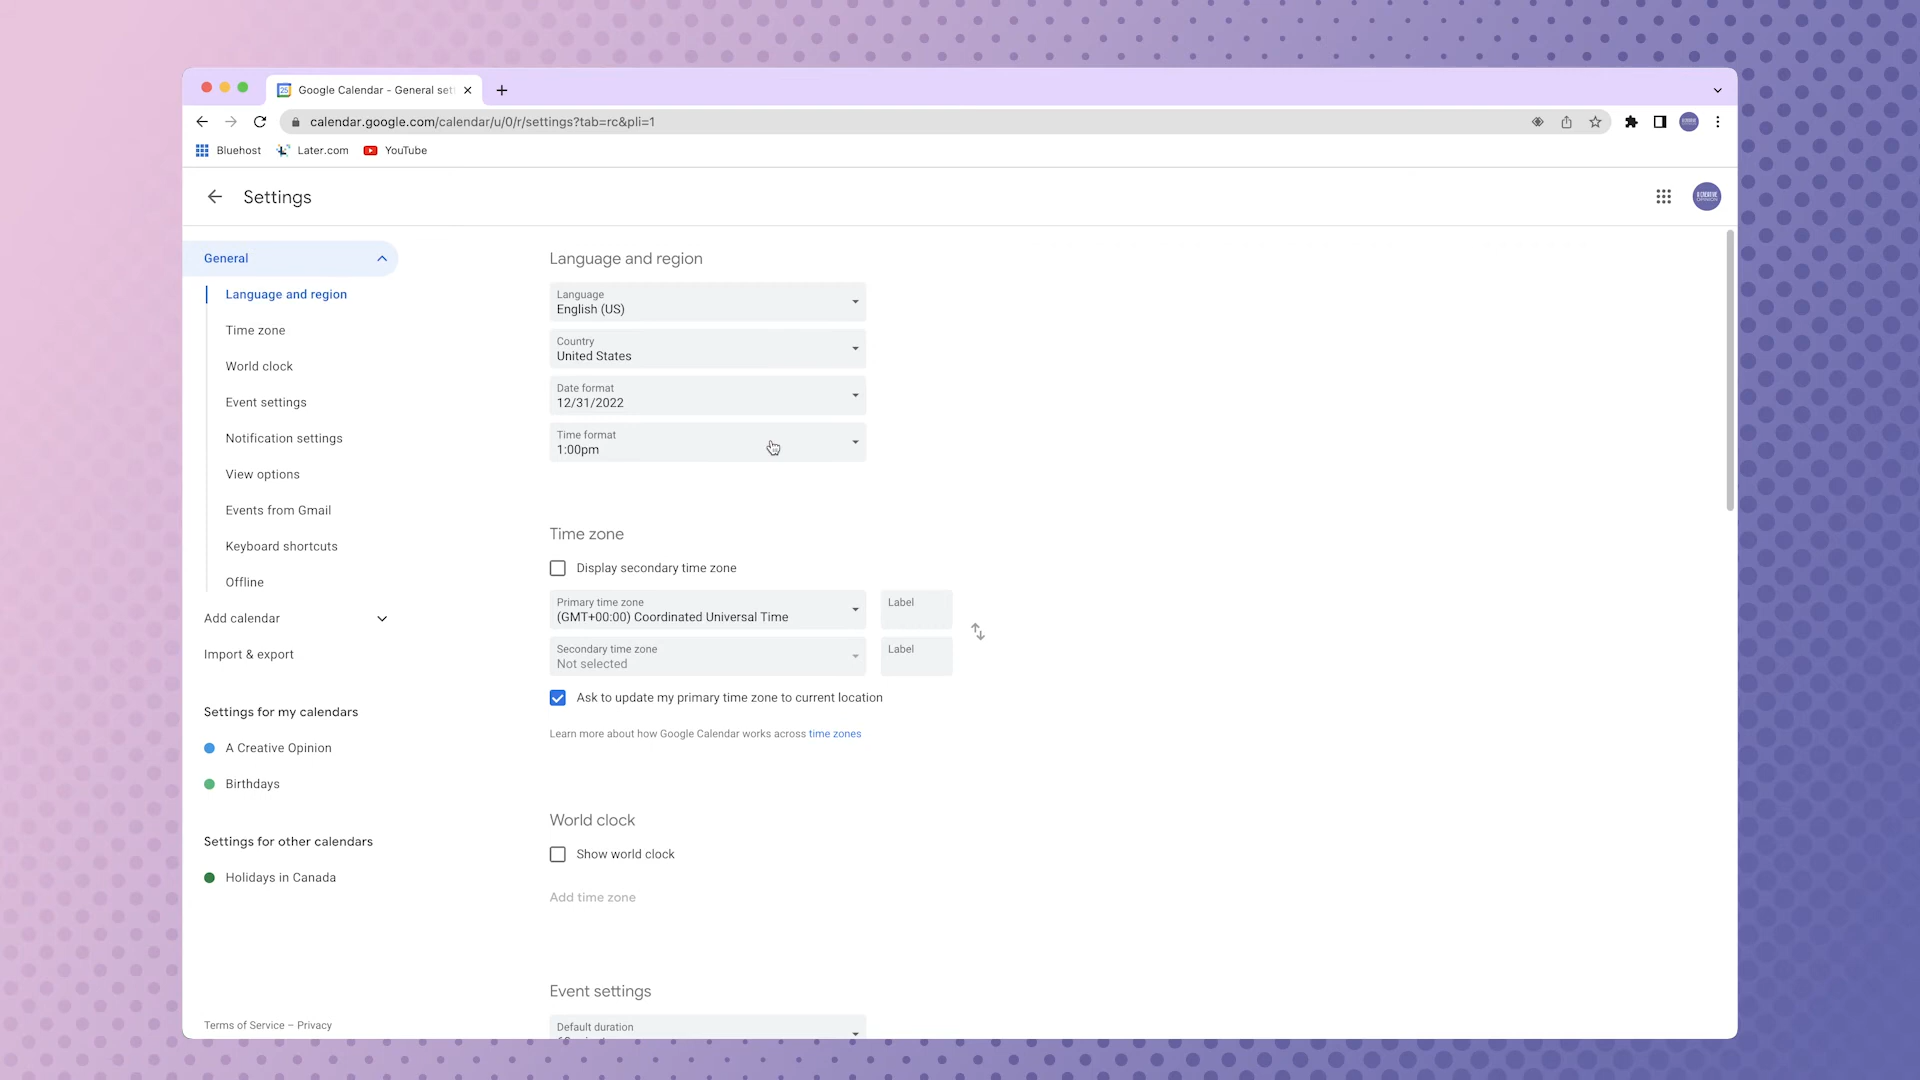 Google Calendar - General set
calendar.google.com/calendar/u/0/r/settings?tab=rc&pli=1
Bluehost
Later.com
YouTube
Settings
General
Language and region
Time zone
World clock
Event settings
Notification settings
View options
Events from Gmail
Keyboard shortcuts
Offline
Add calendar
Import & export
Settings for my calendars
A Creative Opinion
Birthdays
Settings for other calendars
Holidays in Canada
Terms of Service – Privacy
Language and region
Language
English (US)
Country
United States
Date format
12/31/2022
Time format
1:00pm
Time zone
Display secondary time zone
Primary time zone
(GMT+00:00) Coordinated Universal Time
Label
Secondary time zone
Not selected
Label
Ask to update my primary time zone to current location
Learn more about how Google Calendar works across time zones
World clock
Show world clock
Add time zone
Event settings
Default duration